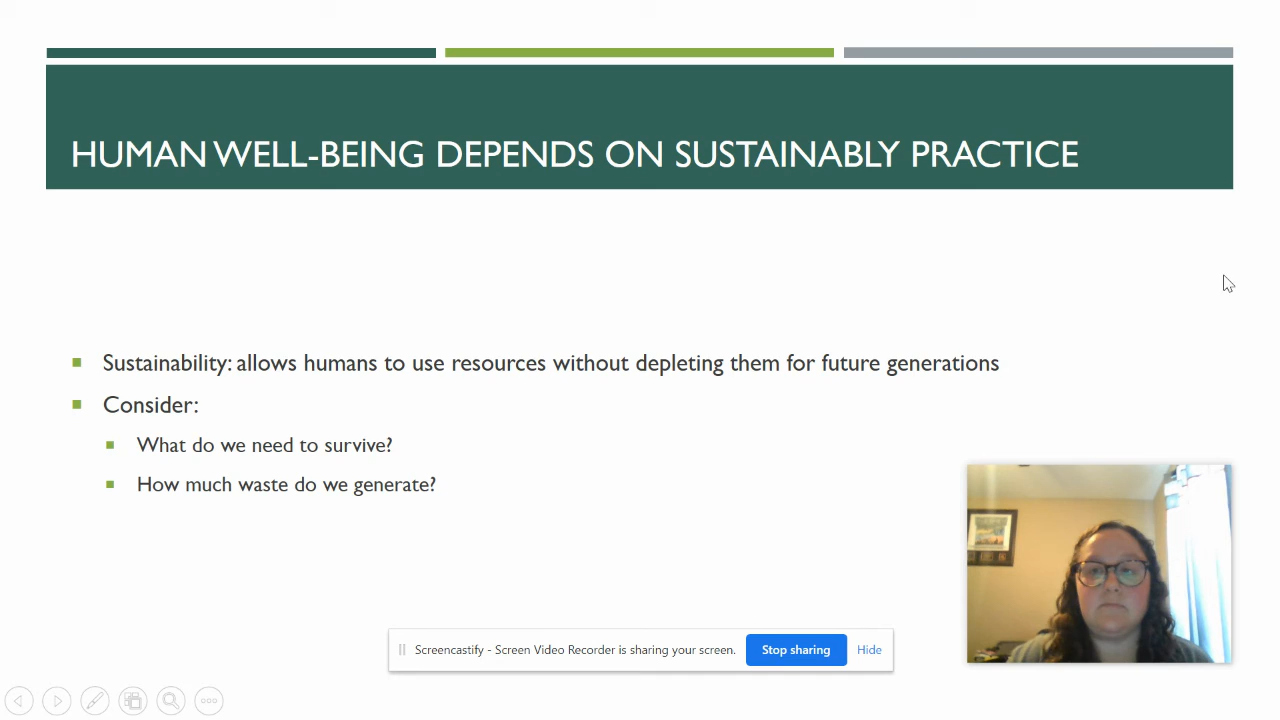 HUMAN WELL-BEING DEPENDS ON SUSTAINABLY PRACTICE
Sustainability: allows humans to use resources without depleting them for future generations
Consider:
What do we need to survive?
How much waste do we generate?
Screencastify - Screen Video Recorder is sharing your screen. Stop sharing Hide